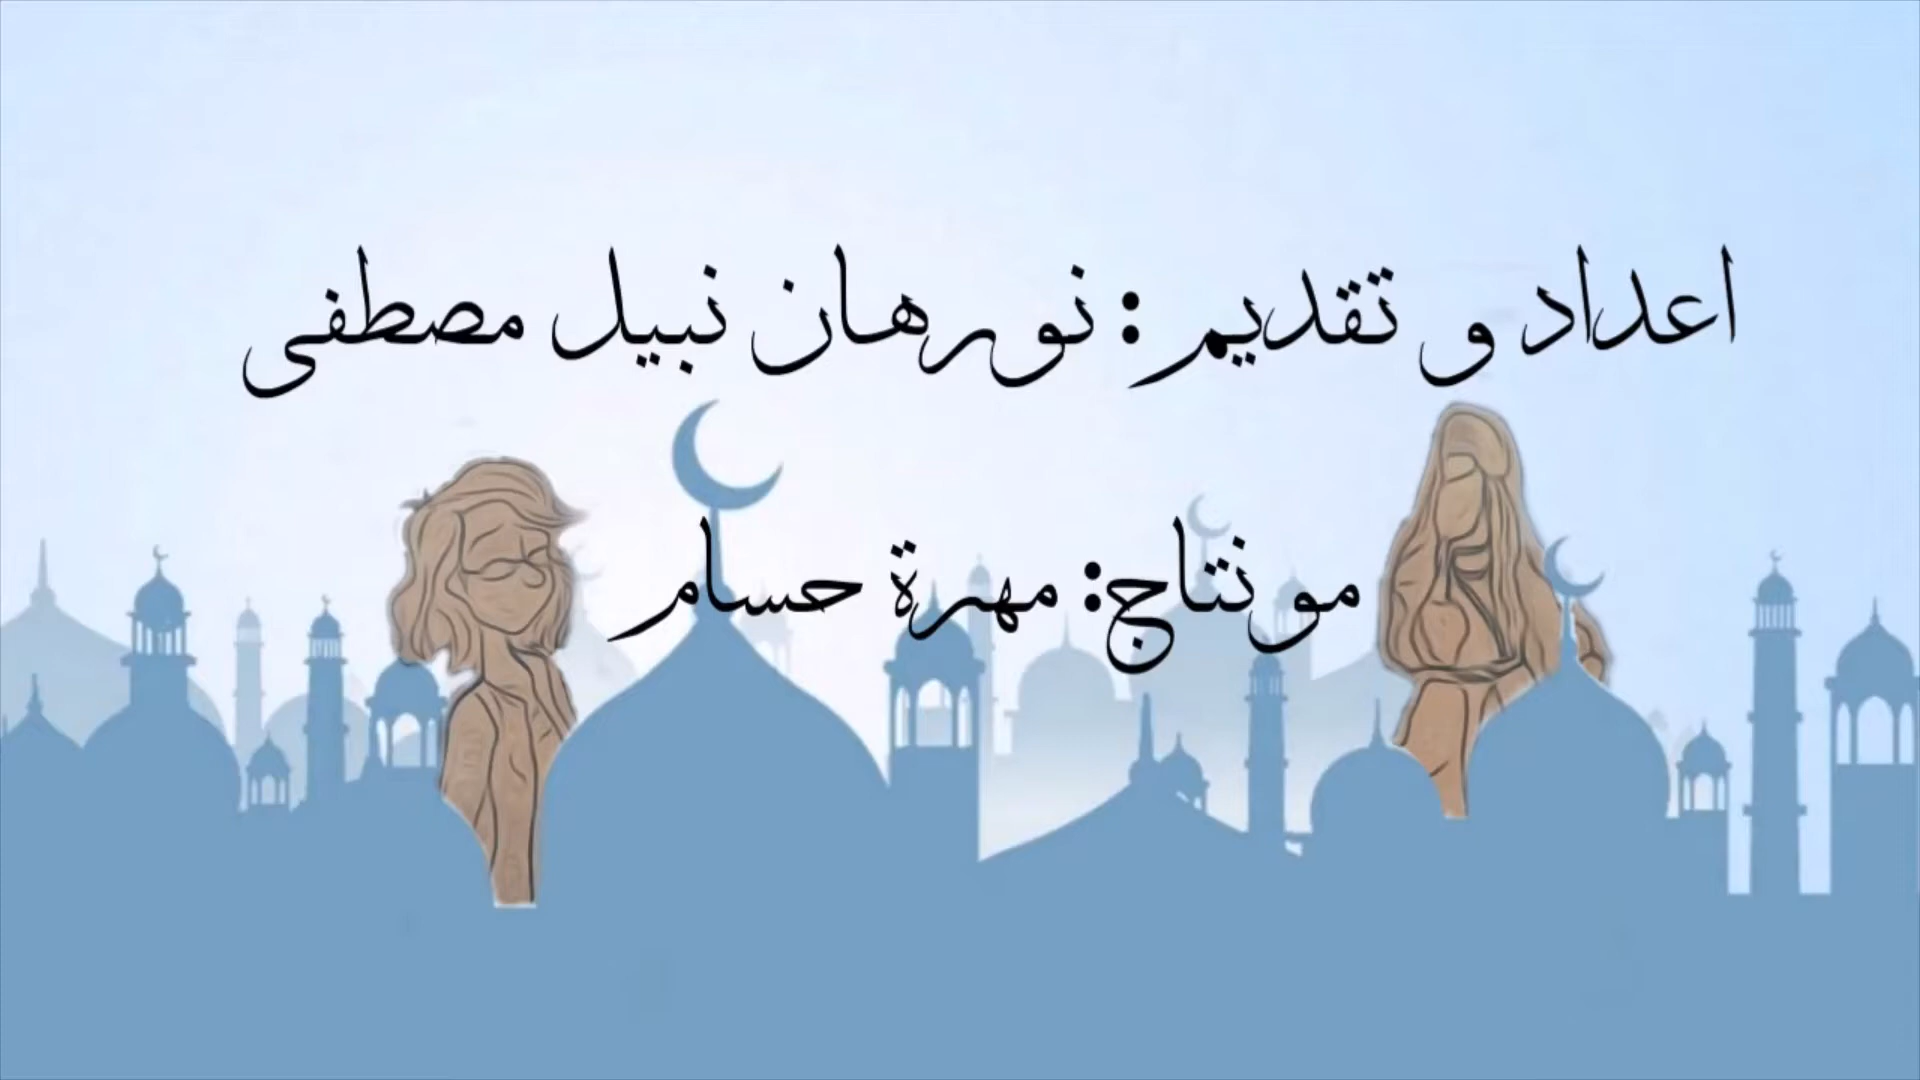 اعداد و تقديم : نورهان نبيل مصطفى
مونتاج: مهرة حسام